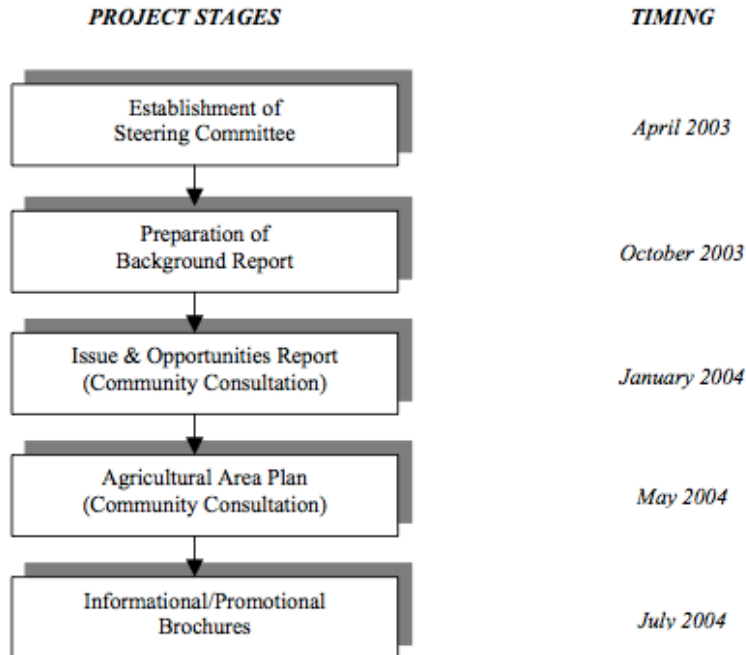 PROJECT STAGES TIMING
Establishment of
Steering Committee
April 2003
Preparation of
Background Report
October 2003
Issue & Opportunities Report
(Community Consultation)
January 2004
Agricultural Area Plan
(Community Consultation)
May 2004
Informational/Promotional
Brochures
July 2004